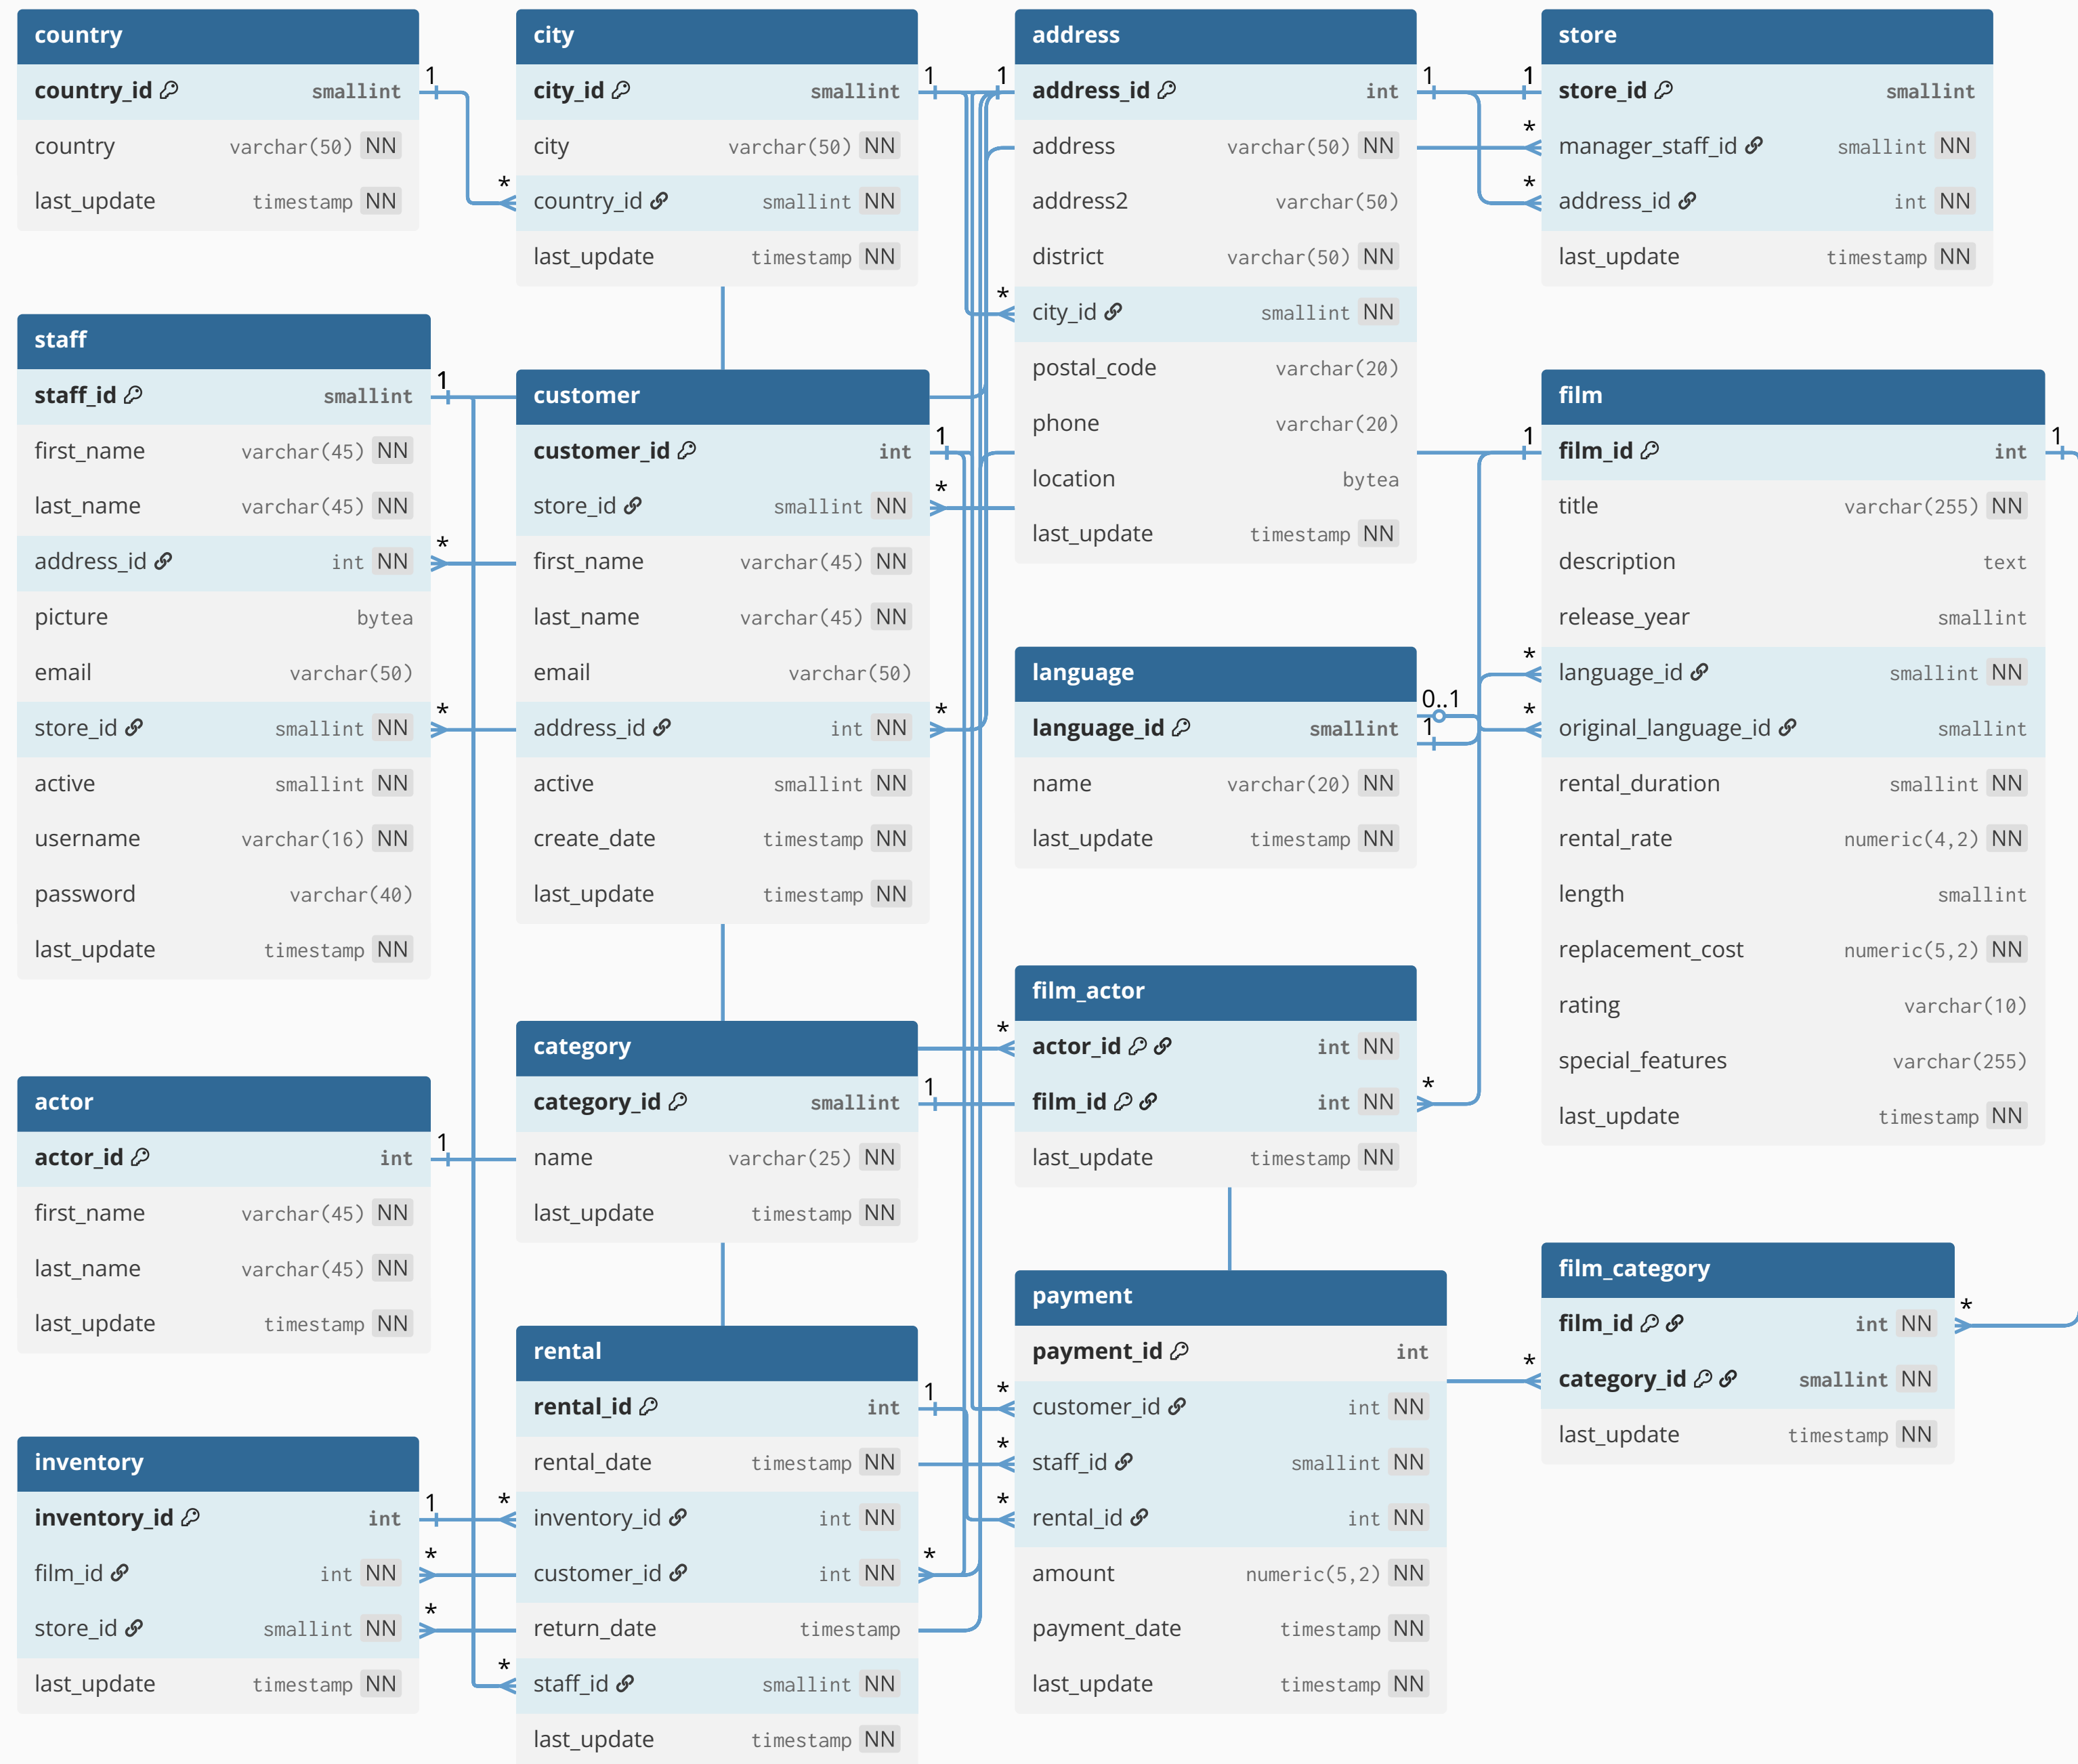 country
country_id smallint
country varchar(50) NN
last_update timestamp NN
1
*
city
city_id smallint
city varchar(50) NN
country_id smallint NN
last_update timestamp NN
1
1
*
address
address_id int
address varchar(50) NN
address2 varchar(50)
district varchar(50) NN
city_id smallint NN
postal_code varchar(20)
phone varchar(20)
location bytea
last_update timestamp NN
1
1
*
*
store
store_id smallint
manager_staff_id smallint NN
address_id int NN
last_update timestamp NN
staff
staff_id smallint
first_name varchar(45) NN
last_name varchar(45) NN
address_id int NN
picture bytea
email varchar(50)
store_id smallint NN
active smallint NN
username varchar(16) NN
password varchar(40)
last_update timestamp NN
1
*
*
customer
customer_id int
store_id smallint NN
first_name varchar(45) NN
last_name varchar(45) NN
email varchar(50)
address_id int NN
active smallint NN
create_date timestamp NN
last_update timestamp NN
1
*
*
language
language_id smallint
name varchar(20) NN
last_update timestamp NN
0..1
1
1
*
*
film
film_id int
title varchar(255) NN
description text
release_year smallint
language_id smallint NN
original_language_id smallint
rental_duration smallint NN
rental_rate numeric(4,2) NN
length smallint
replacement_cost numeric(5,2) NN
rating varchar(10)
special_features varchar(255)
last_update timestamp NN
1
actor
actor_id int
first_name varchar(45) NN
last_name varchar(45) NN
last_update timestamp NN
1
category
category_id smallint
name varchar(25) NN
last_update timestamp NN
1
*
film_actor
actor_id int NN
film_id int NN
last_update timestamp NN
*
inventory
inventory_id int
film_id int NN
store_id smallint NN
last_update timestamp NN
1
*
*
*
*
rental
rental_id int
rental_date timestamp NN
inventory_id int NN
customer_id int NN
return_date timestamp
staff_id smallint NN
last_update timestamp NN
1
*
*
*
*
payment
payment_id int
customer_id int NN
staff_id smallint NN
rental_id int NN
amount numeric(5,2) NN
payment_date timestamp NN
last_update timestamp NN
*
film_category
film_id int NN
category_id smallint NN
last_update timestamp NN
*